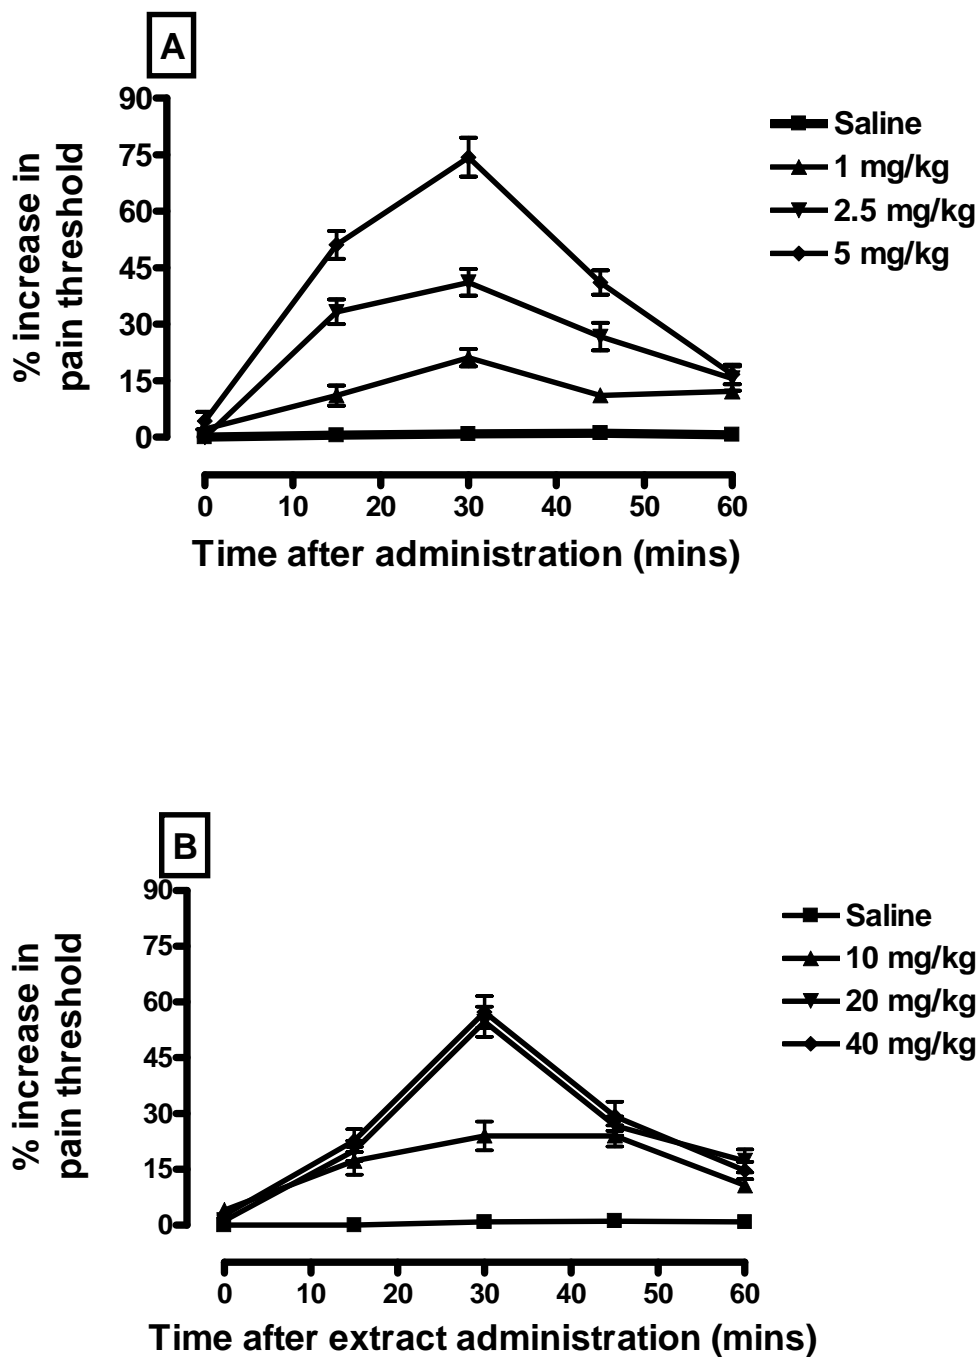 A
90
75
60
45
30
15
0
% increase in
pain threshold
Saline
1 mg/kg
2.5 mg/kg
5 mg/kg
0 10 20 30 40 50 60
Time after administration (mins)
B
90
75
60
45
30
15
0
% increase in
pain threshold
Saline
10 mg/kg
20 mg/kg
40 mg/kg
0 10 20 30 40 50 60
Time after extract administration (mins)